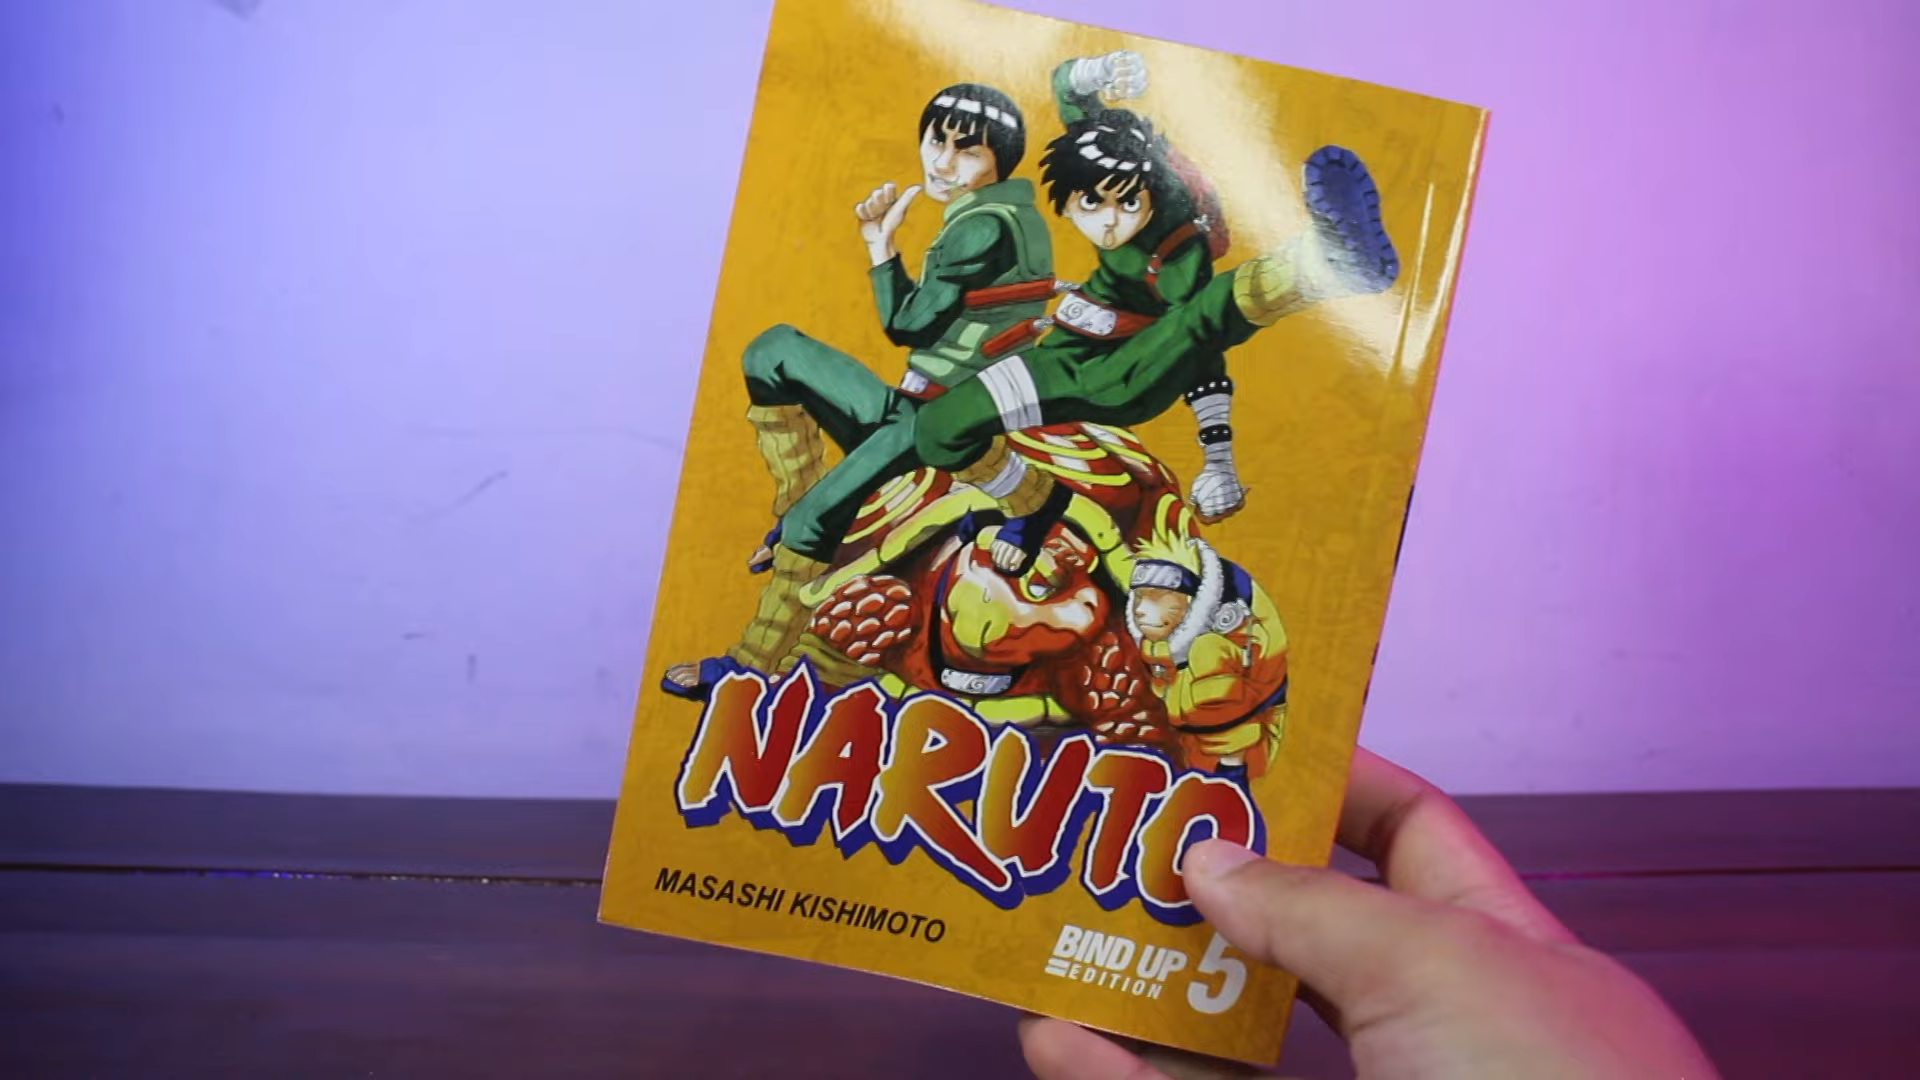 NARUTO
MASASHI KISHIMOTO
BIND UP
EDITION
5